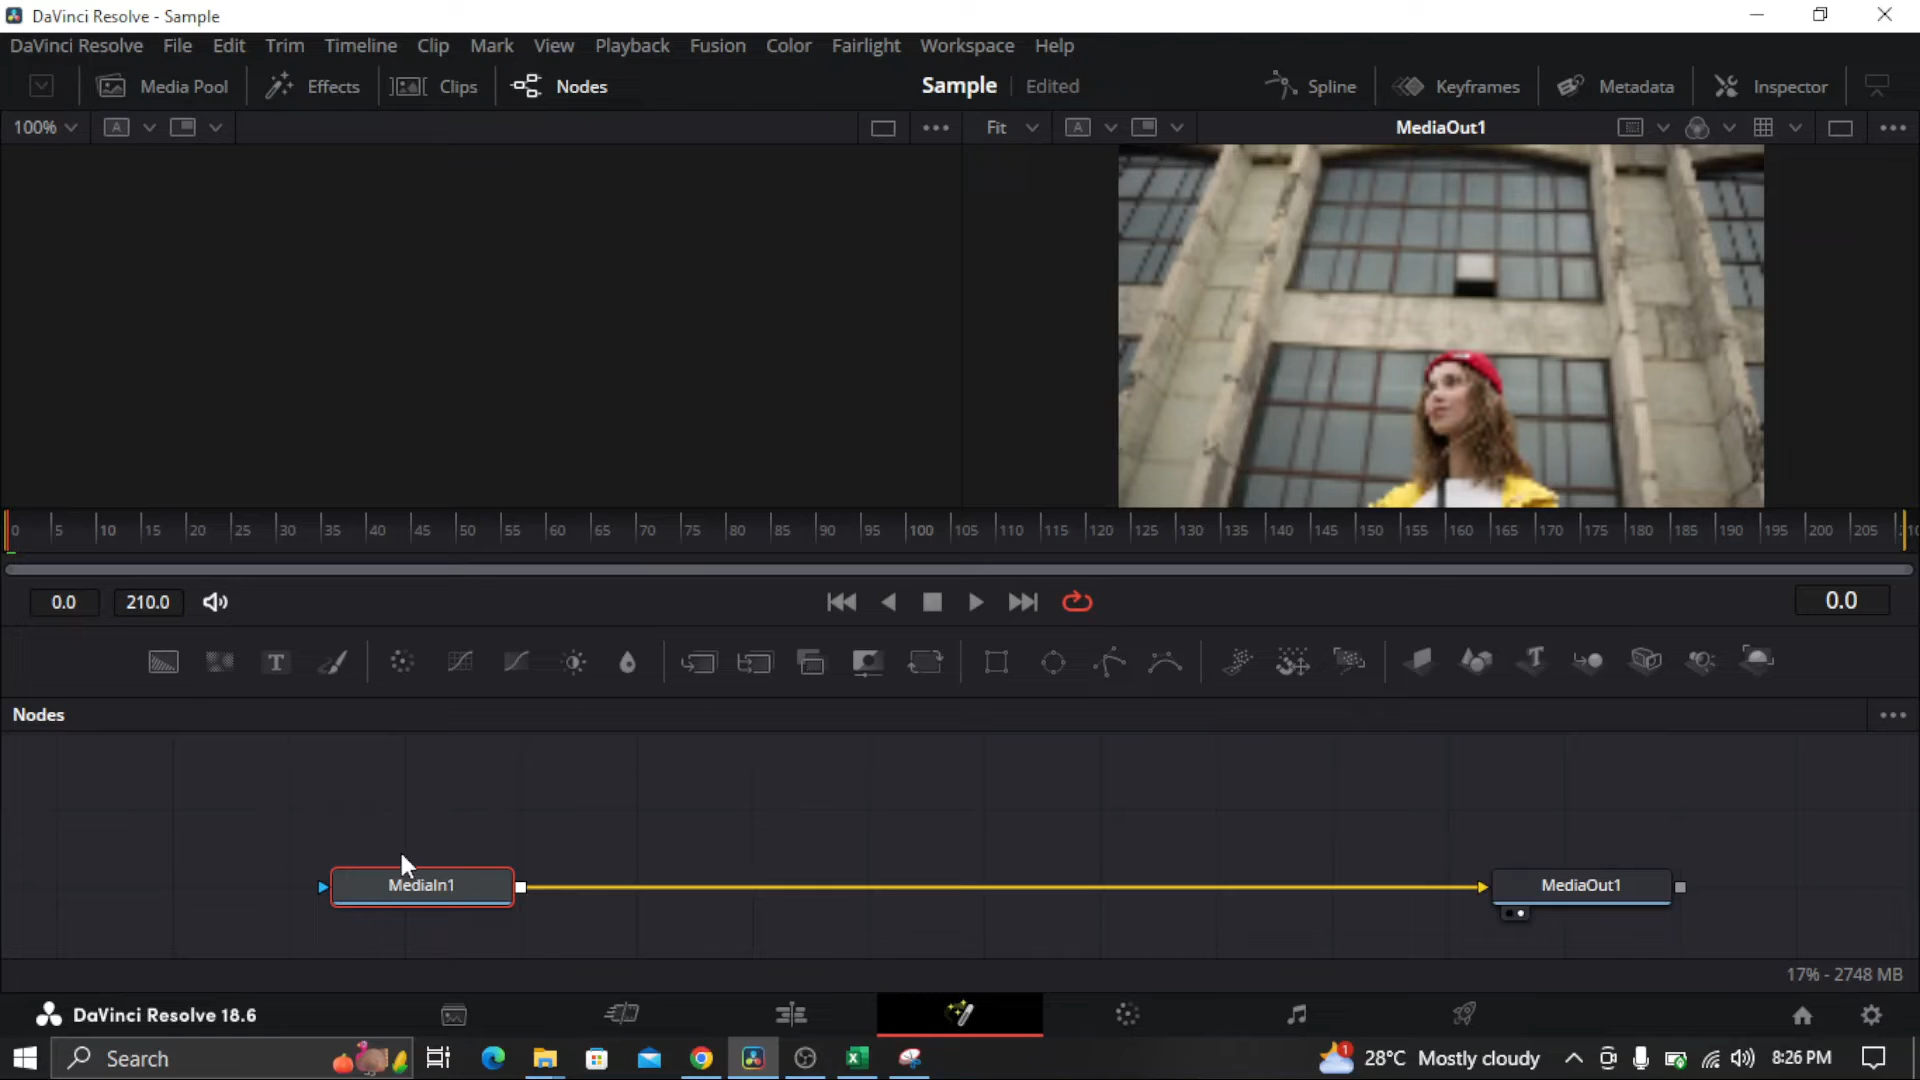 DaVinci Resolve - Sample
DaVinci Resolve File Edit Trim Timeline Clip Mark View Playback Fusion Color Fairlight Workspace Help
Media Pool Effects Clips Nodes Sample Edited Spline Keyframes Metadata Inspector
100% A Fit A MediaOut1
0 5 10 15 20 25 30 35 40 45 50 55 60 65 70 75 80 85 90 95 100 105 110 115 120 125 130 135 140 145 150 155 160 165 170 175 180 185 190 195 200 205
0.0 210.0 0.0
T T
Nodes
MediaIn1 MediaOut1
17% - 2748 MB
DaVinci Resolve 18.6
Search 1 28°C Mostly cloudy 8:26 PM